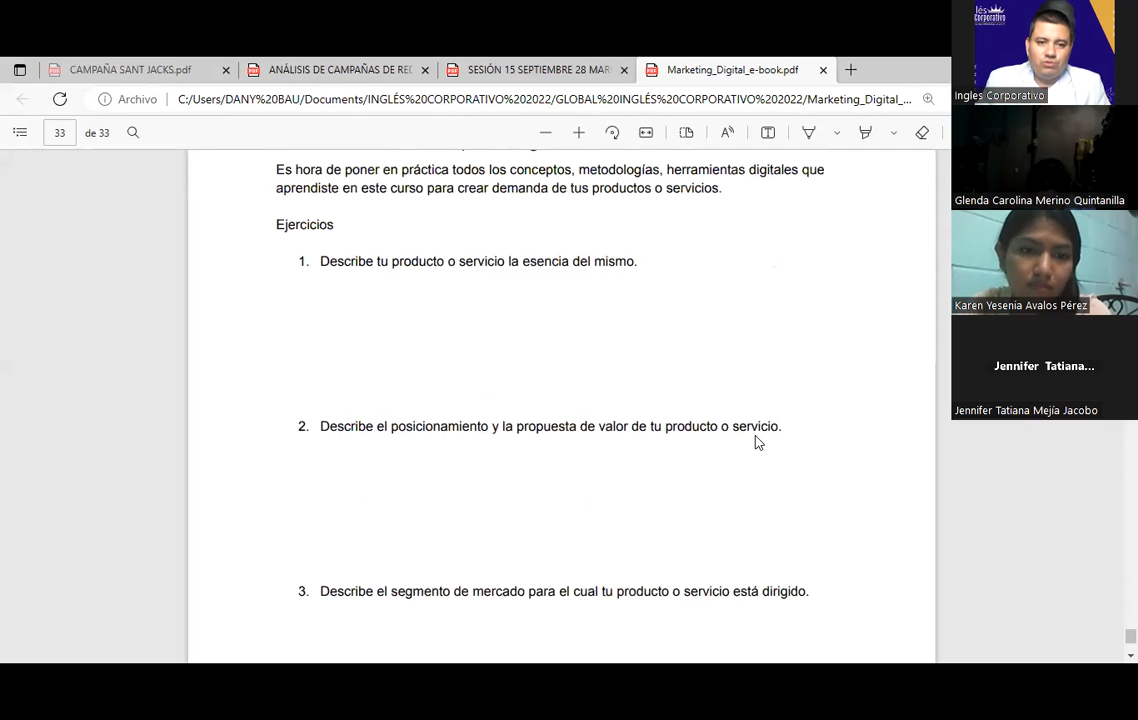 CAMPAÑA SANT JACKS.pdf
ANÁLISIS DE CAMPAÑAS DE REC
SESIÓN 15 SEPTIEMBRE 28 MAR
Marketing_Digital_e-book.pdf
Archivo
C:/Users/DANY%20BAU/Documents/INGLÉS%20CORPORATIVO%202022/GLOBAL%20INGLÉS%20CORPORATIVO%202022/Marketing_Digital_...
33 de 33
Es hora de poner en práctica todos los conceptos, metodologías, herramientas digitales que
aprendiste en este curso para crear demanda de tus productos o servicios.
Ejercicios
1. Describe tu producto o servicio la esencia del mismo.
2. Describe el posicionamiento y la propuesta de valor de tu producto o servicio.
3. Describe el segmento de mercado para el cual tu producto o servicio está dirigido.
lés
Corporativo
Ingles Corporativo
Glenda Carolina Merino Quintanilla
Karen Yesenia Avalos Pérez
Jennifer Tatiana...
Jennifer Tatiana Mejía Jacobo